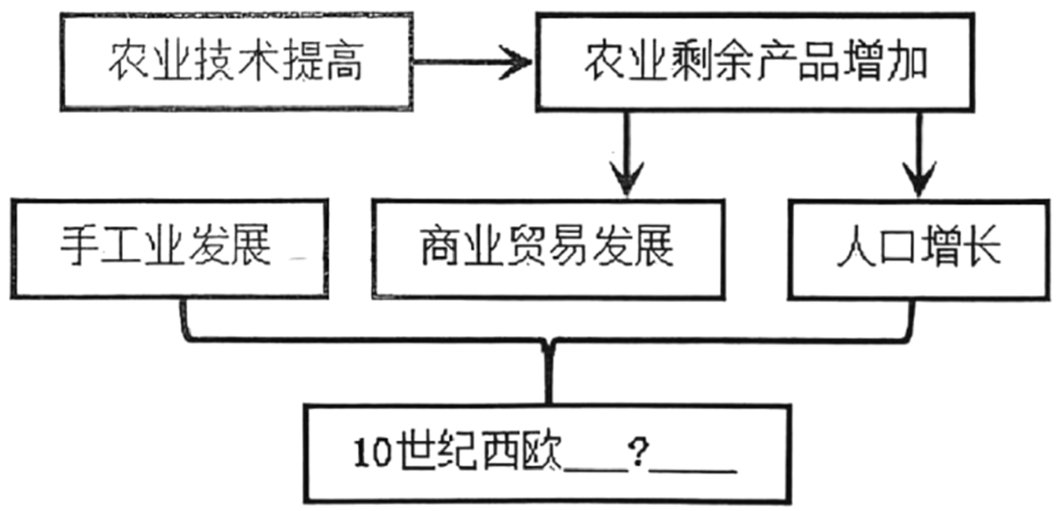 农业技术提高
农业剩余产品增加
手工业发展
商业贸易发展
人口增长
10世纪西欧___?____